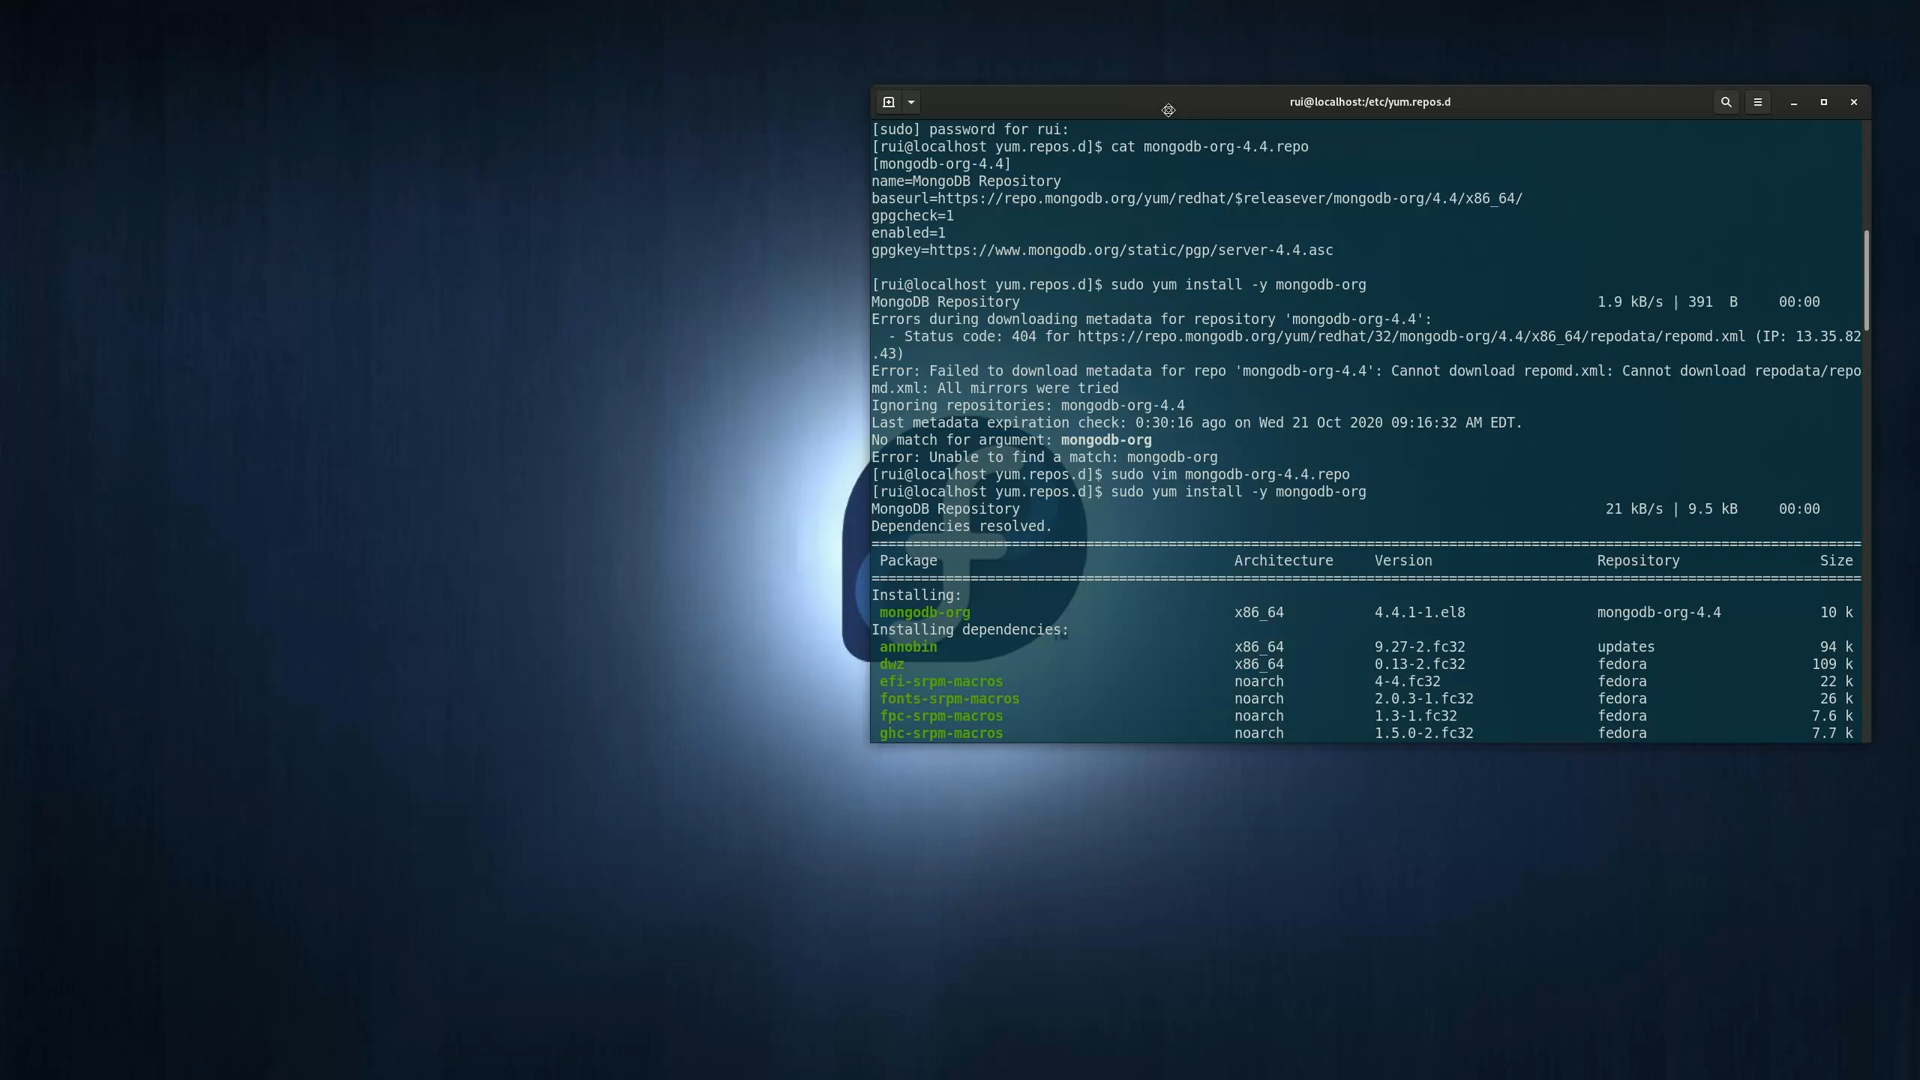 rui@localhost:/etc/yum.repos.d
[sudo] password for rui:
[rui@localhost yum.repos.d]$ cat mongodb-org-4.4.repo
[mongodb-org-4.4]
name=MongoDB Repository
baseurl=https://repo.mongodb.org/yum/redhat/$releasever/mongodb-org/4.4/x86_64/
gpgcheck=1
enabled=1
gpgkey=https://www.mongodb.org/static/pgp/server-4.4.asc
[rui@localhost yum.repos.d]$ sudo yum install -y mongodb-org
MongoDB Repository 1.9 kB/s | 391 B 00:00
Errors during downloading metadata for repository 'mongodb-org-4.4':
- Status code: 404 for https://repo.mongodb.org/yum/redhat/32/mongodb-org/4.4/x86_64/repodata/repomd.xml (IP: 13.35.82
.43)
Error: Failed to download metadata for repo 'mongodb-org-4.4': Cannot download repomd.xml: Cannot download repodata/repo
md.xml: All mirrors were tried
Ignoring repositories: mongodb-org-4.4
Last metadata expiration check: 0:30:16 ago on Wed 21 Oct 2020 09:16:32 AM EDT.
No match for argument: mongodb-org
Error: Unable to find a match: mongodb-org
[rui@localhost yum.repos.d]$ sudo vim mongodb-org-4.4.repo
[rui@localhost yum.repos.d]$ sudo yum install -y mongodb-org
MongoDB Repository 21 kB/s | 9.5 kB 00:00
Dependencies resolved.
========================================================================================================================
Package Architecture Version Repository Size
========================================================================================================================
Installing:
mongodb-org x86_64 4.4.1-1.el8 mongodb-org-4.4 10 k
Installing dependencies:
annobin x86_64 9.27-2.fc32 updates 94 k
dwz x86_64 0.13-2.fc32 fedora 109 k
efi-srpm-macros noarch 4-4.fc32 fedora 22 k
fonts-srpm-macros noarch 2.0.3-1.fc32 fedora 26 k
fpc-srpm-macros noarch 1.3-1.fc32 fedora 7.6 k
ghc-srpm-macros noarch 1.5.0-2.fc32 fedora 7.7 k